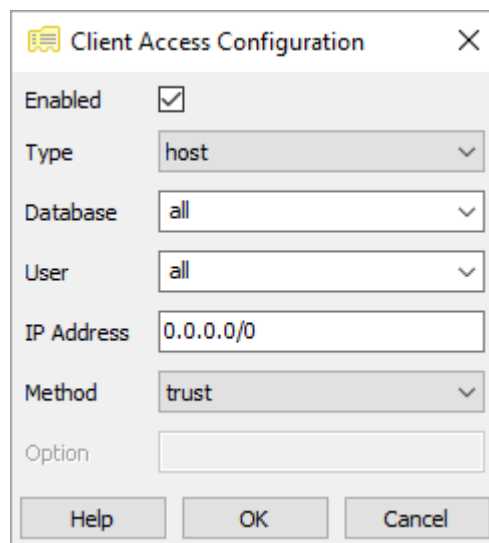 Client Access Configuration
Enabled
Type host
Database all
User all
IP Address 0.0.0.0/0
Method trust
Option
Help OK Cancel